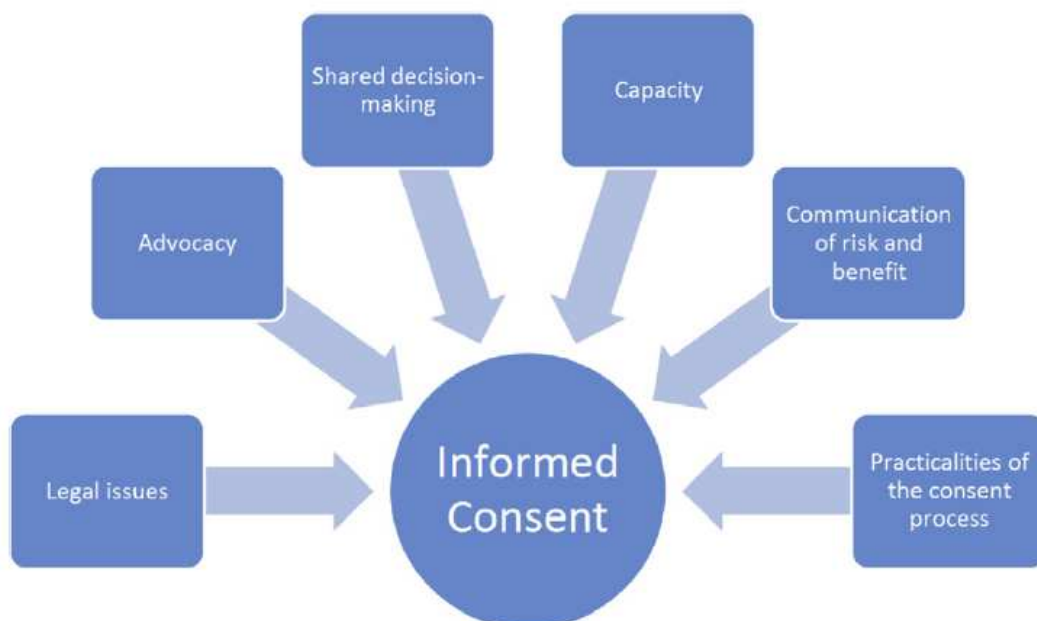 Shared decision-
making
Capacity
Advocacy
Communication
of risk and
benefit
Legal issues
Informed
Consent
Practicalities of
the consent
process